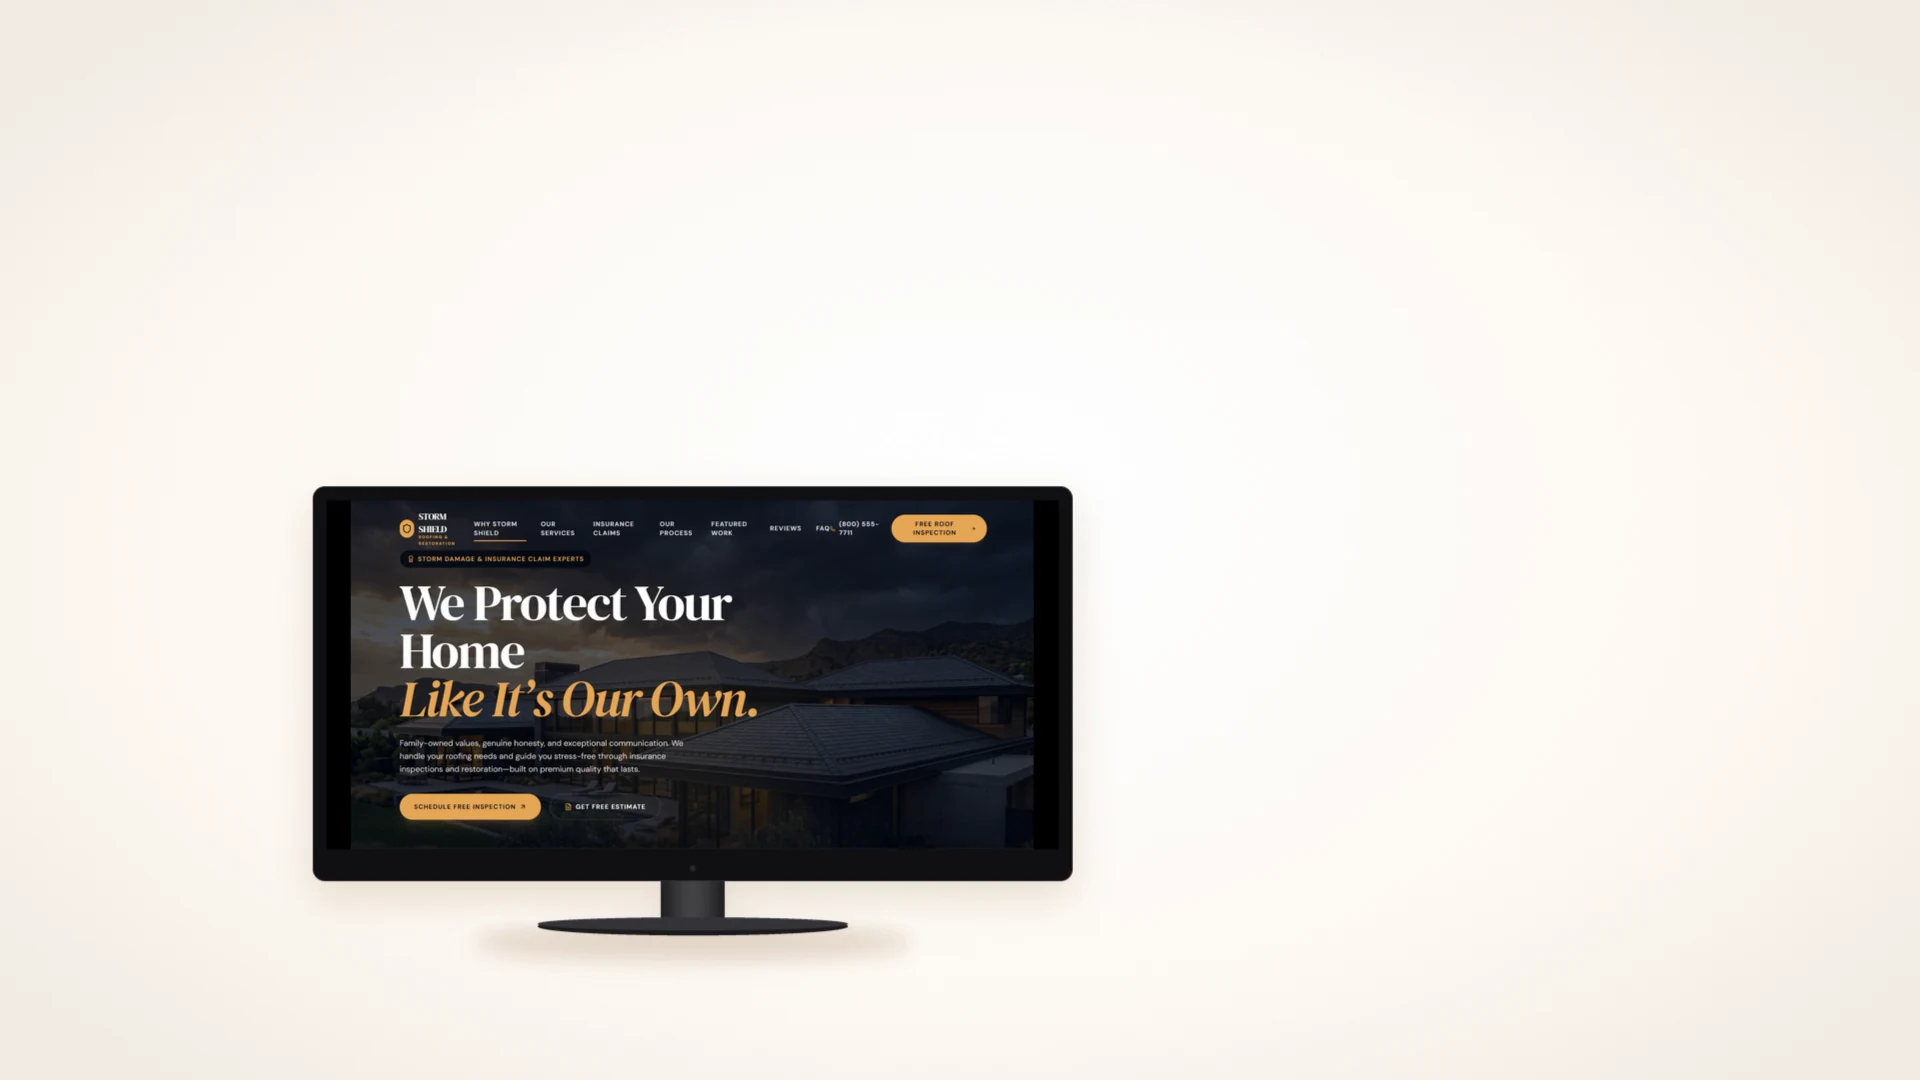 STORM
SHIELD
ROOFING &
RESTORATION
WHY STORM
SHIELD
OUR
SERVICES
INSURANCE
CLAIMS
OUR
PROCESS
FEATURED
WORK
REVIEWS
FAQ
(800) 555-
7711
FREE ROOF
INSPECTION
STORM DAMAGE & INSURANCE CLAIM EXPERTS
We Protect Your
Home
Like It’s Our Own.
Family-owned values, genuine honesty, and exceptional communication. We
handle your roofing needs and guide you stress-free through insurance
inspections and restoration—built on premium quality that lasts.
SCHEDULE FREE INSPECTION
GET FREE ESTIMATE